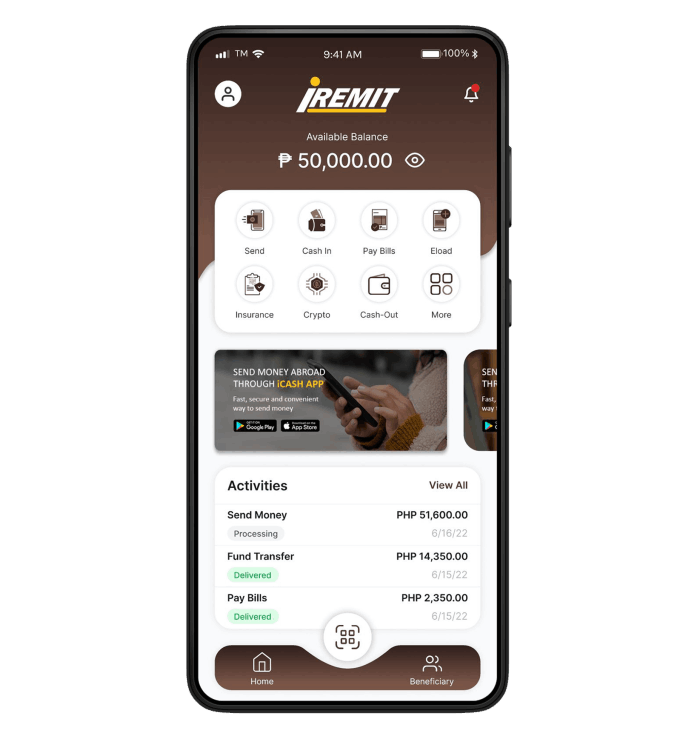 TM
9:41 AM
100%
iREMIT
Available Balance
₱ 50,000.00
Send
Cash In
Pay Bills
Eload
Insurance
Crypto
Cash-Out
More
SEND MONEY ABROAD
THROUGH iCASH APP
Fast, secure and convenient
way to send money
GET IT ON
Google Play
Download on the
App Store
SEN
THR
Fast,
way t
Activities
View All
Send Money
PHP 51,600.00
Processing
6/16/22
Fund Transfer
PHP 14,350.00
Delivered
6/15/22
Pay Bills
PHP 2,350.00
Delivered
6/15/22
Home
Beneficiary